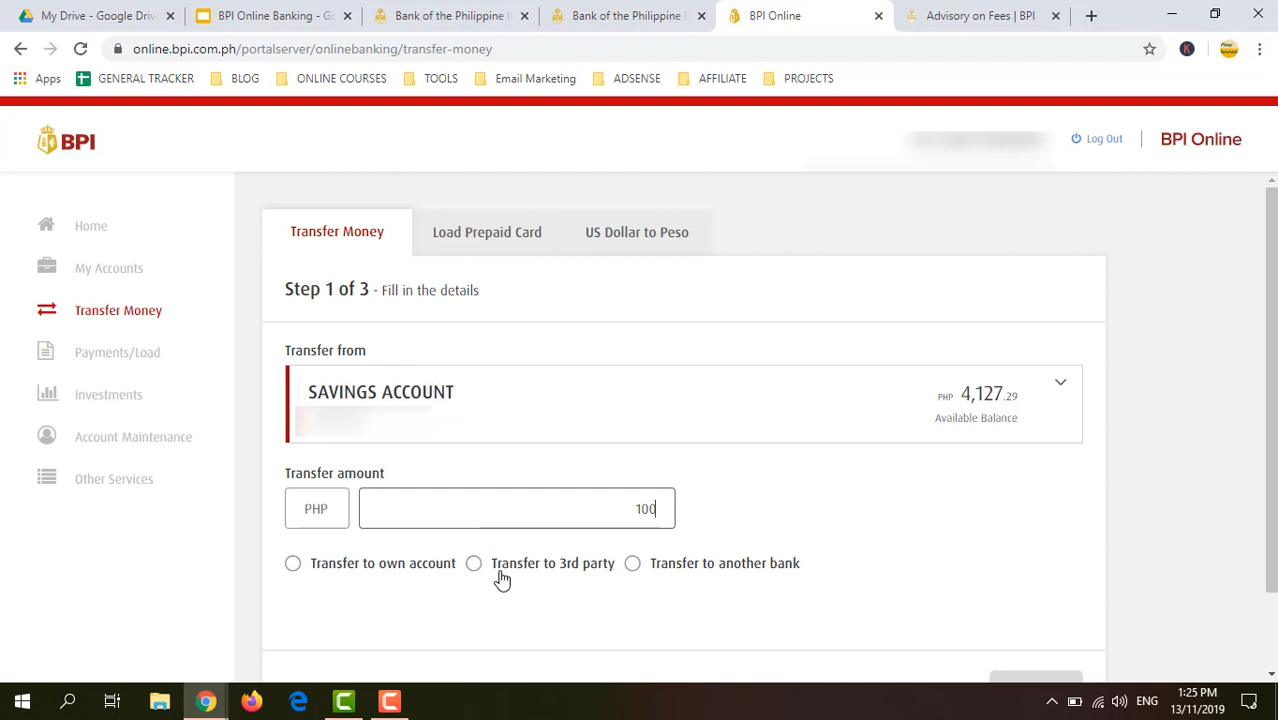 My Drive - Google Driv
BPI Online Banking - Go
Bank of the Philippine I
Bank of the Philippine I
BPI Online
Advisory on Fees | BPI
online.bpi.com.ph/portalserver/onlinebanking/transfer-money
K
Apps
GENERAL TRACKER
BLOG
ONLINE COURSES
TOOLS
Email Marketing
ADSENSE
AFFILIATE
PROJECTS
BPI
Log Out
BPI Online
Home
My Accounts
Transfer Money
Payments/Load
Investments
Account Maintenance
Other Services
Transfer Money
Load Prepaid Card
US Dollar to Peso
Step 1 of 3 - Fill in the details
Transfer from
SAVINGS ACCOUNT
PHP 4,127.29
Available Balance
Transfer amount
PHP
100
Transfer to own account
Transfer to 3rd party
Transfer to another bank
ENG
1:25 PM
13/11/2019